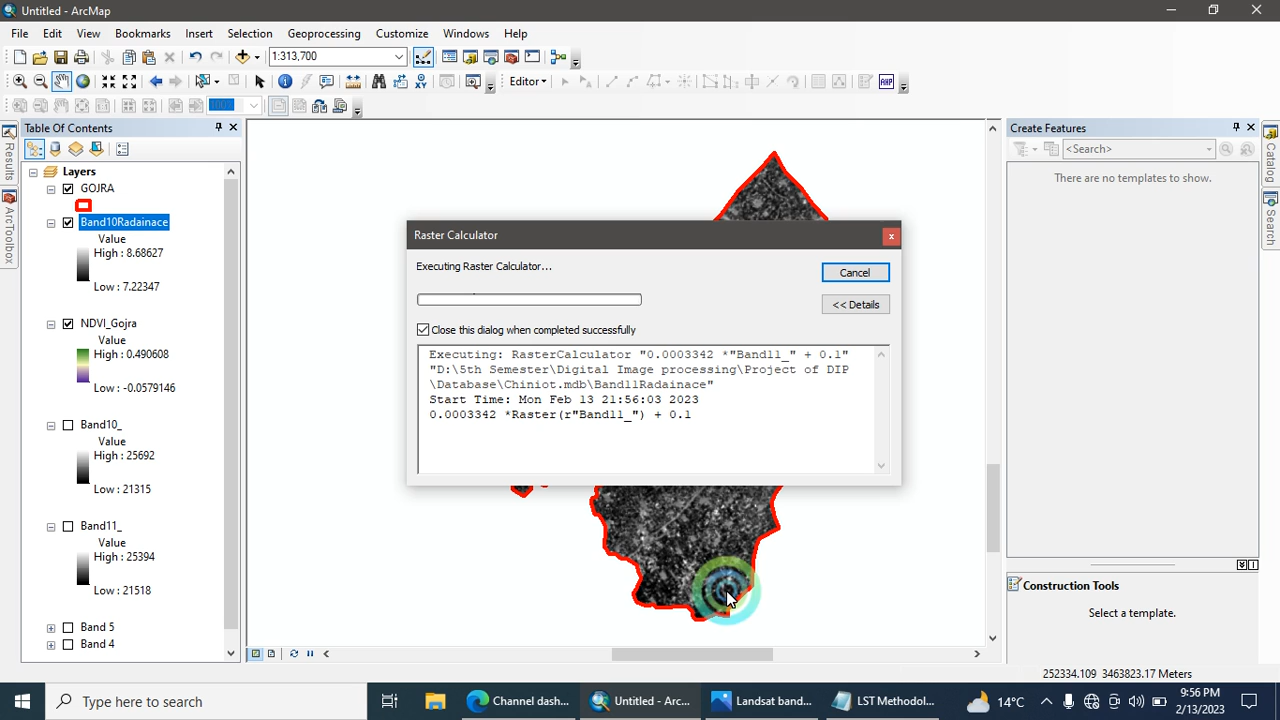 Untitled - ArcMap
File Edit View Bookmarks Insert Selection Geoprocessing Customize Windows Help
1:313,700
Editor
AHP
Table Of Contents
Create Features
<Search>
There are no templates to show.
Results
ArcToolbox
Catalog
Search
Layers
GOJRA
Band10Radainace
Value
High : 8.68627
Low : 7.22347
NDVI_Gojra
Value
High : 0.490608
Low : -0.0579146
Band10_
Value
High : 25692
Low : 21315
Band11_
Value
High : 25394
Low : 21518
Band 5
Band 4
Raster Calculator
Executing Raster Calculator...
Cancel
<< Details
Close this dialog when completed successfully
Executing: RasterCalculator "0.0003342 *"Band11_" + 0.1"
"D:\5th Semester\Digital Image processing\Project of DIP
\Database\Chiniot.mdb\Band11Radainace"
Start Time: Mon Feb 13 21:56:03 2023
0.0003342 *Raster(r"Band11_") + 0.1
Construction Tools
Select a template.
252334.109 3463823.17 Meters
Type here to search
Channel dash...
Untitled - Arc...
Landsat band...
LST Methodol...
14°C
9:56 PM
2/13/2023